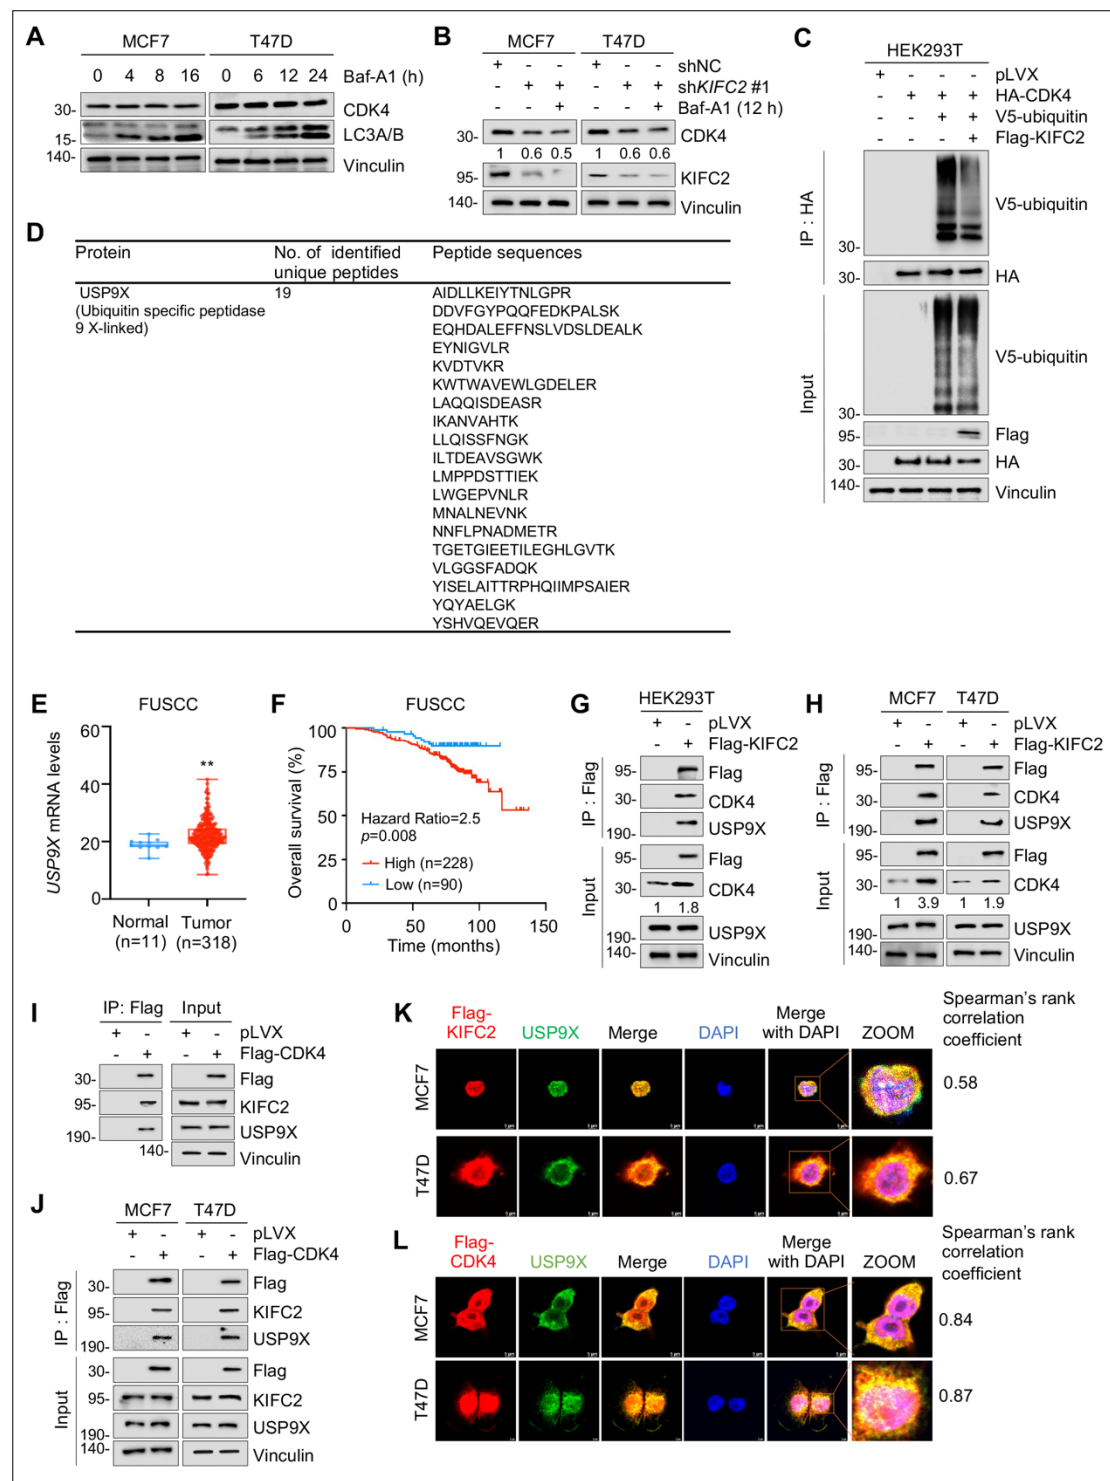 A
MCF7 T47D
0 4 8 16 0 6 12 24 Baf-A1 (h)
30- CDK4
15- LC3A/B
140- Vinculin
B
MCF7 T47D
+ - - + - - shNC
- + + - + + shKIFC2 #1
- - + - - + Baf-A1 (12 h)
30- CDK4
1 0.6 0.5 1 0.6 0.6
95- KIFC2
140- Vinculin
C
HEK293T
+ - - - pLVX
- + + + HA-CDK4
- - + + V5-ubiquitin
- - - + Flag-KIFC2
IP : HA
V5-ubiquitin
30-
30- HA
Input
V5-ubiquitin
30-
95- Flag
30- HA
140- Vinculin
D
Protein No. of identified unique peptides Peptide sequences
USP9X 19 AIDLLKEIYTNLGPR
(Ubiquitin specific peptidase DDVFGYPQQFEDKPALSK
9 X-linked) EQHDALEFFNSLVDSLDEALK
EYNIGVLR
KVDTVKR
KWTWAVEWLGDELER
LAQQISDEASR
IKANVAHTK
LLQISSFNGK
ILTDEAVSGWK
LMPPDSTTIEK
LWGEPVNLR
MNALNEVNK
NNFLPNADMETR
TGETGIEETILEGHLGVTK
VLGGSFADQK
YISELAITTRPHQIIMPSAIER
YQYAELGK
YSHVQEVQER
E
FUSCC
USP9X mRNA levels
60
40
20
0
**
Normal (n=11)
Tumor (n=318)
F
FUSCC
Overall survival (%)
100
75
50
25
0
Hazard Ratio=2.5
p=0.008
High (n=228)
Low (n=90)
0 50 100 150
Time (months)
G
HEK293T
+ - pLVX
- + Flag-KIFC2
IP : Flag
95- Flag
30- CDK4
190- USP9X
Input
95- Flag
30- CDK4
1 1.8
190- USP9X
140- Vinculin
H
MCF7 T47D
+ - + - pLVX
- + - + Flag-KIFC2
IP : Flag
95- Flag
30- CDK4
190- USP9X
Input
95- Flag
30- CDK4
1 3.9 1 1.9
190- USP9X
140- Vinculin
I
IP: Flag Input
+ - + - pLVX
- + - + Flag-CDK4
30- Flag
95- KIFC2
190- USP9X
140- Vinculin
J
MCF7 T47D
+ - + - pLVX
- + - + Flag-CDK4
IP : Flag
30- Flag
95- KIFC2
190- USP9X
Input
30- Flag
95- KIFC2
190- USP9X
140- Vinculin
K
Flag-KIFC2 USP9X Merge DAPI Merge with DAPI ZOOM Spearman's rank correlation coefficient
MCF7 0.58
T47D 0.67
L
Flag-CDK4 USP9X Merge DAPI Merge with DAPI ZOOM Spearman's rank correlation coefficient
MCF7 0.84
T47D 0.87